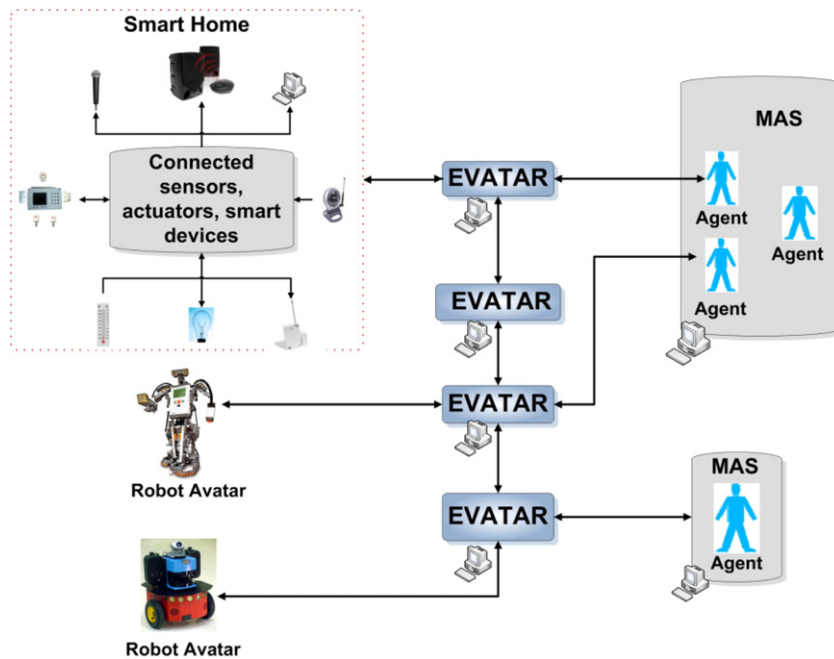 Smart Home
MAS
Connected
sensors,
actuators, smart
devices
EVATAR
Agent
Agent
Agent
EVATAR
EVATAR
Robot Avatar
MAS
EVATAR
Agent
Robot Avatar